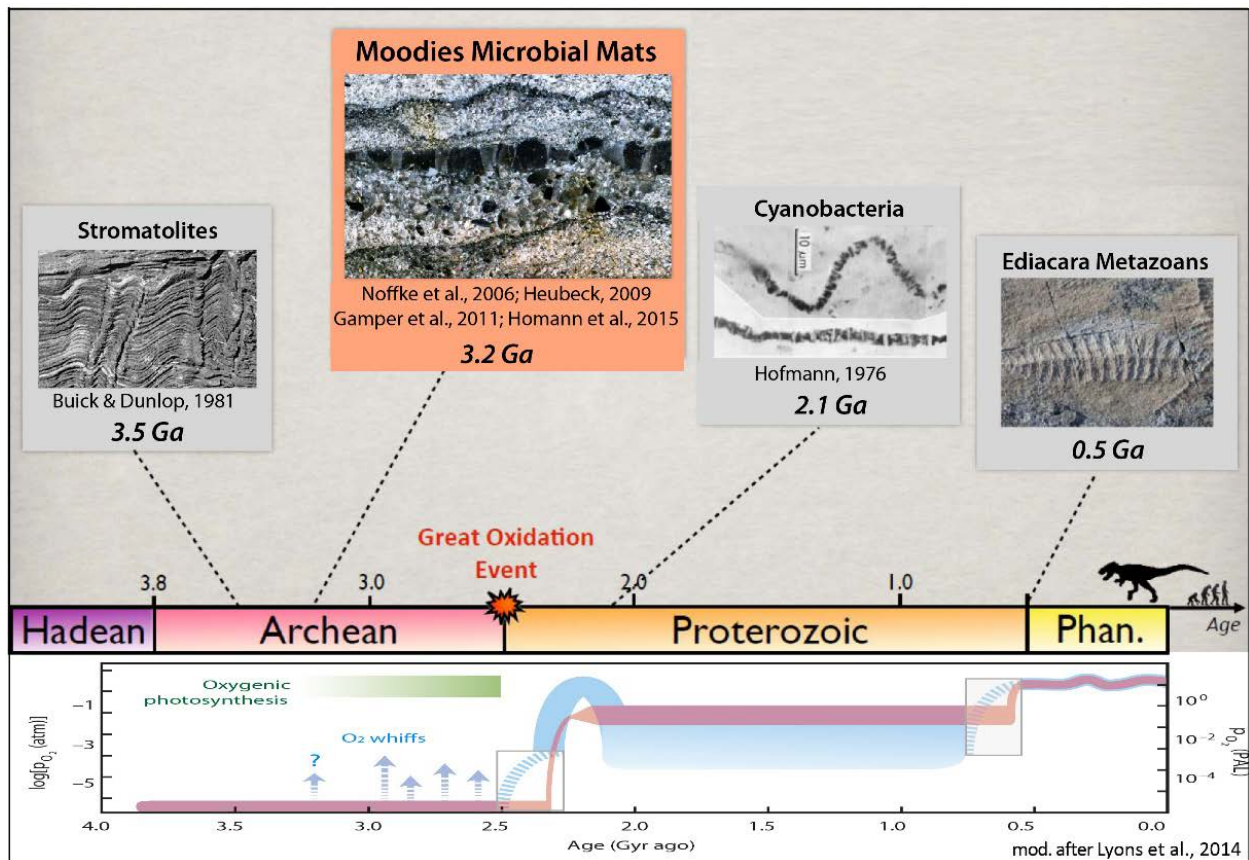 Moodies Microbial Mats
Noffke et al., 2006; Heubeck, 2009
Gamper et al., 2011; Homann et al., 2015
3.2 Ga
Stromatolites
Buick & Dunlop, 1981
3.5 Ga
Cyanobacteria
10 µm
Hofmann, 1976
2.1 Ga
Ediacara Metazoans
0.5 Ga
Great Oxidation
Event
3.8
3.0
2.0
1.0
Hadean
Archean
Proterozoic
Phan.
Age
Oxygenic
photosynthesis
O₂ whiffs
?
log[pO₂ (atm)]
−1
−3
−5
pO₂ (PAL)
10⁰
10⁻²
10⁻⁴
4.0 3.5 3.0 2.5 2.0 1.5 1.0 0.5 0.0
Age (Gyr ago)
mod. after Lyons et al., 2014